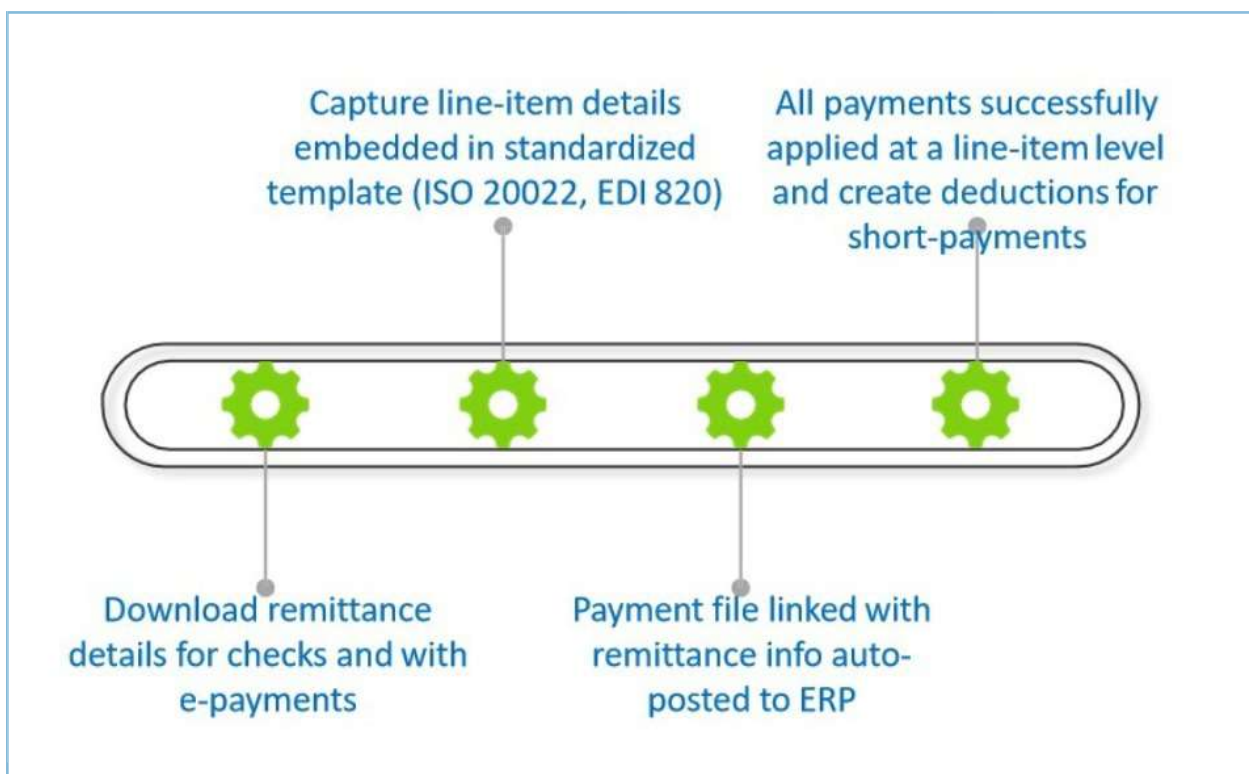 Capture line-item details
embedded in standardized
template (ISO 20022, EDI 820)
All payments successfully
applied at a line-item level
and create deductions for
short-payments
Download remittance
details for checks and with
e-payments
Payment file linked with
remittance info auto-
posted to ERP